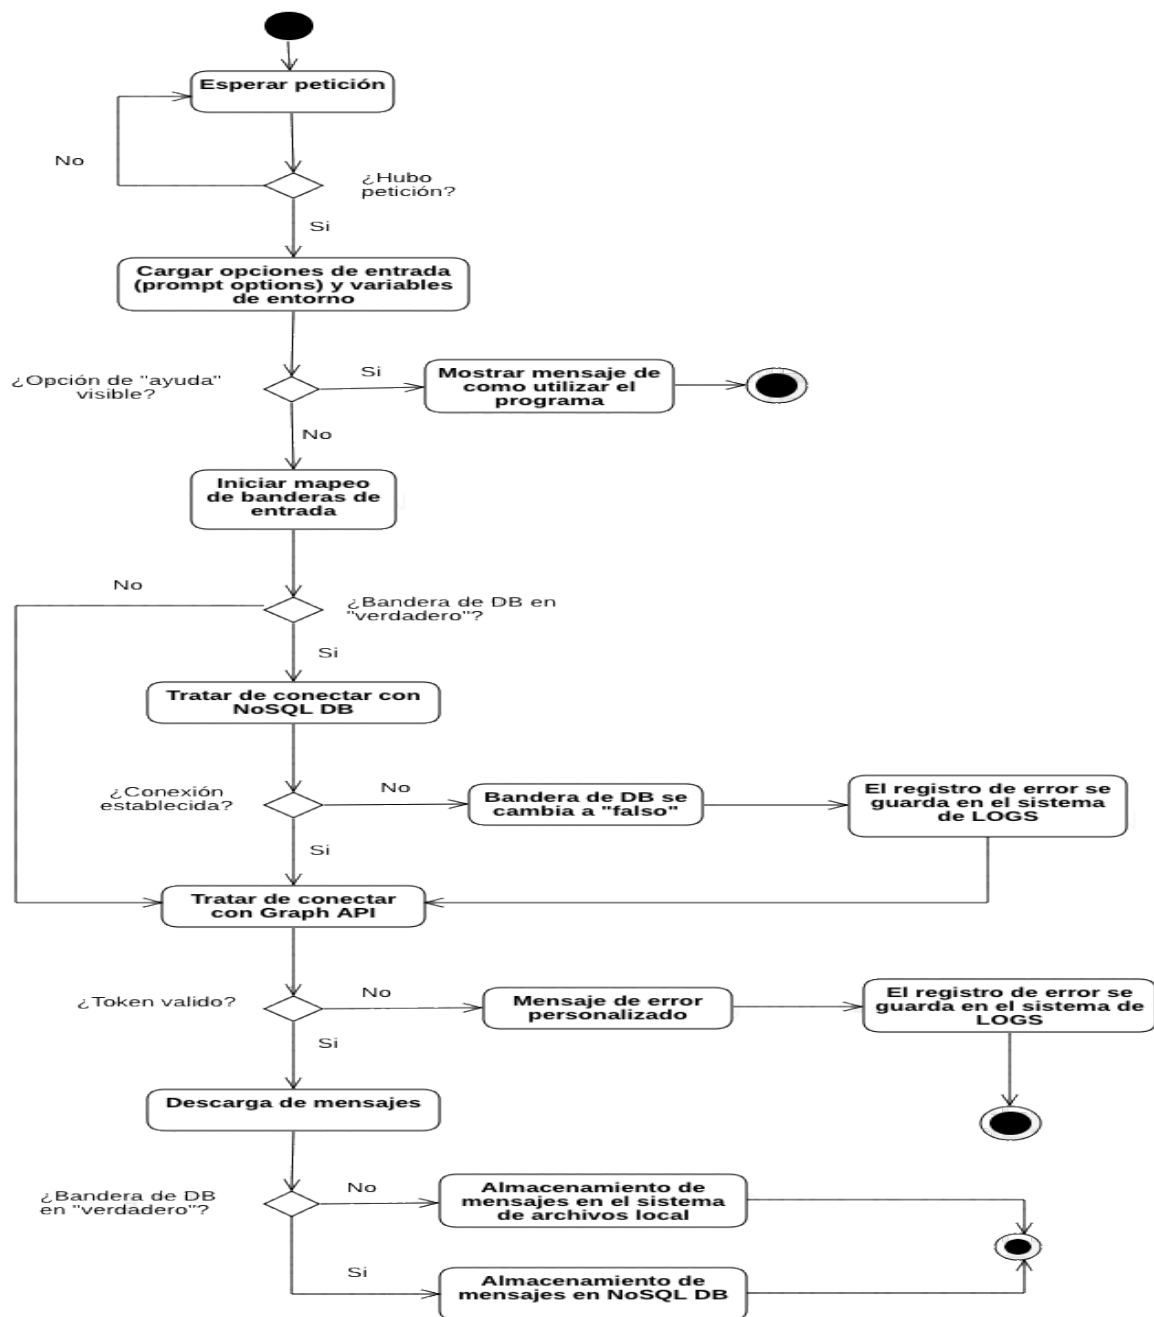 Esperar petición
No
¿Hubo
petición?
Si
Cargar opciones de entrada
(prompt options) y variables
de entorno
¿Opción de "ayuda"
visible?
Si
Mostrar mensaje de
como utilizar el
programa
No
Iniciar mapeo
de banderas de
entrada
No
¿Bandera de DB en
"verdadero"?
Si
Tratar de conectar con
NoSQL DB
¿Conexión
establecida?
No
Bandera de DB se
cambia a "falso"
El registro de error se
guarda en el sistema
de LOGS
Si
Tratar de conectar
con Graph API
¿Token valido?
No
Mensaje de error
personalizado
El registro de error se
guarda en el sistema de
LOGS
Si
Descarga de mensajes
¿Bandera de DB
en "verdadero"?
No
Almacenamiento de
mensajes en el sistema
de archivos local
Si
Almacenamiento de
mensajes en NoSQL DB